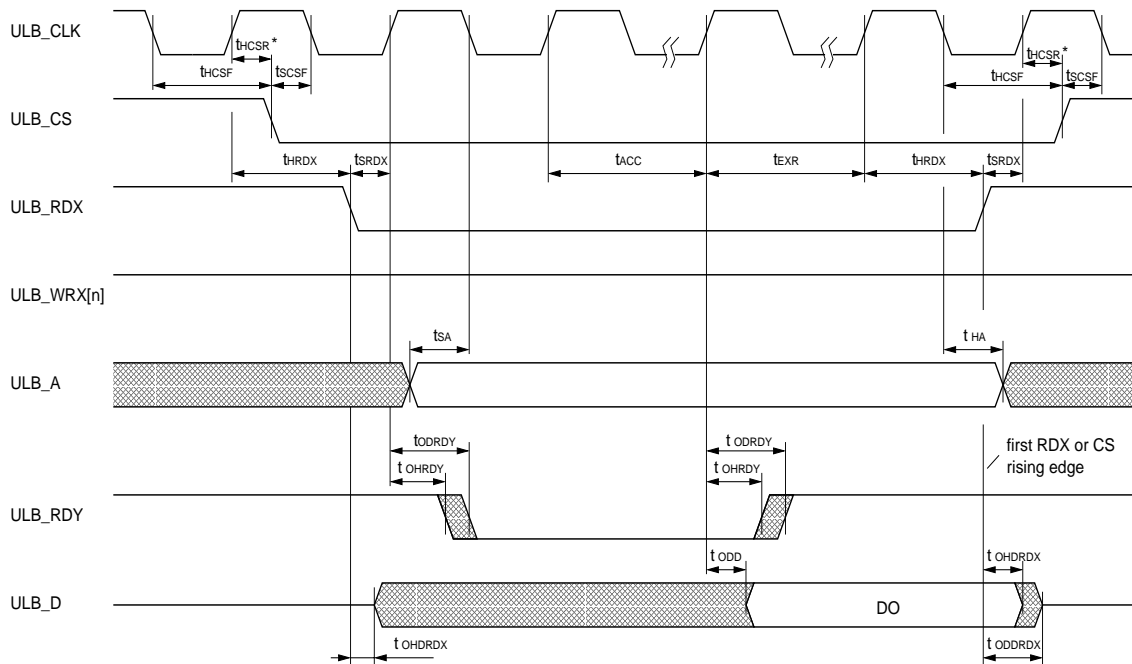 ULB_CLK
tHCSR *
tHCSR *
tHCSF
tSCSF
tHCSF
tSCSF
ULB_CS
tHRDX
tSRDX
tACC
tEXR
tHRDX
tSRDX
ULB_RDX
ULB_WRX[n]
tSA
t HA
ULB_A
tODRDY
t ODRDY
first RDX or CS
rising edge
t OHRDY
t OHRDY
ULB_RDY
t ODD
t OHDRDX
ULB_D
DO
t OHDRDX
t ODDRDX